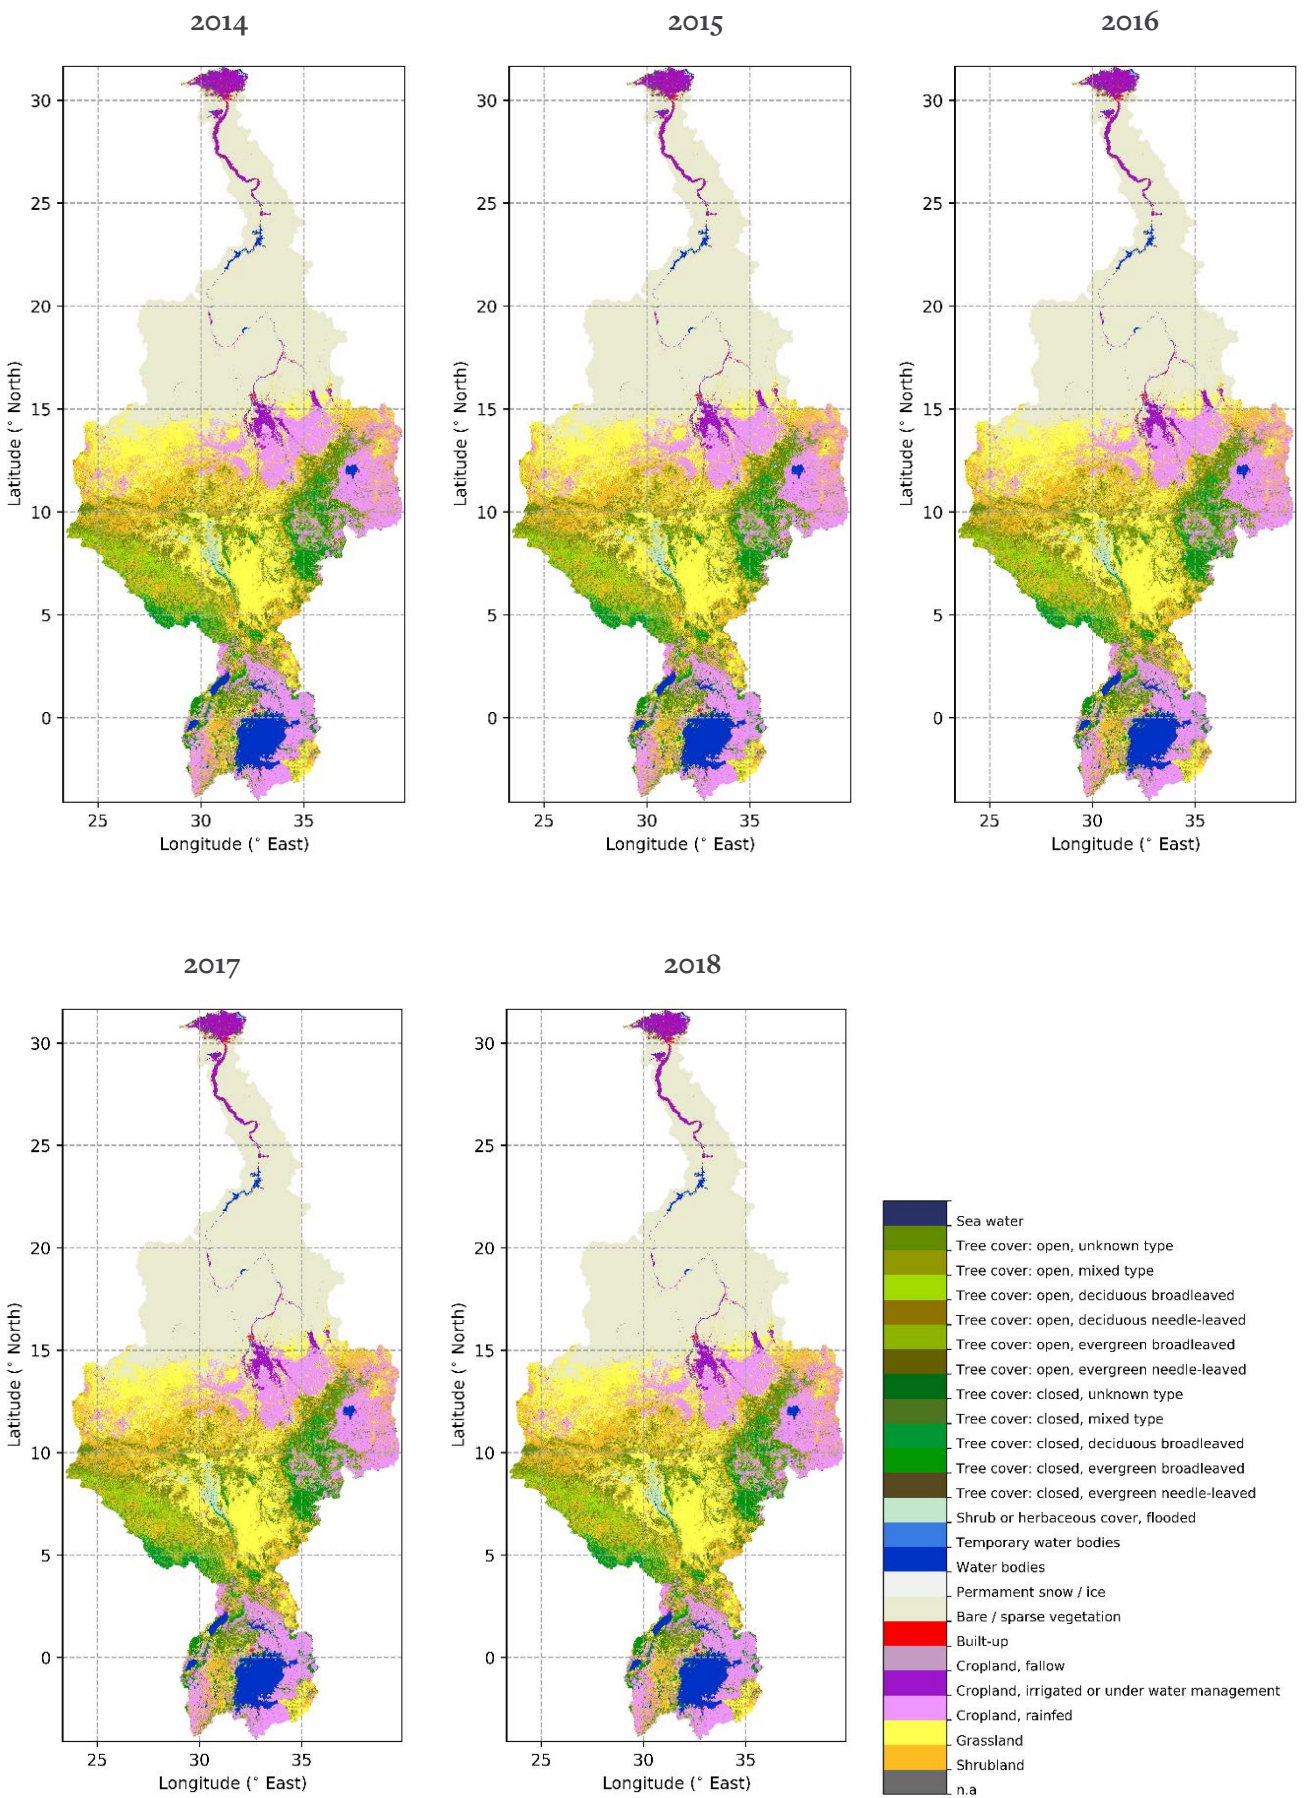 2014 2015 2016
30 30 30
25 25 25
20 20 20
15 15 15
10 10 10
5 5 5
0 0 0
Latitude (° North) Latitude (° North) Latitude (° North)
25 30 35 25 30 35 25 30 35
Longitude (° East) Longitude (° East) Longitude (° East)
2017 2018
30 30
25 25
20 20
15 15
10 10
5 5
0 0
Latitude (° North) Latitude (° North)
25 30 35 25 30 35
Longitude (° East) Longitude (° East)
Sea water
Tree cover: open, unknown type
Tree cover: open, mixed type
Tree cover: open, deciduous broadleaved
Tree cover: open, deciduous needle-leaved
Tree cover: open, evergreen broadleaved
Tree cover: open, evergreen needle-leaved
Tree cover: closed, unknown type
Tree cover: closed, mixed type
Tree cover: closed, deciduous broadleaved
Tree cover: closed, evergreen broadleaved
Tree cover: closed, evergreen needle-leaved
Shrub or herbaceous cover, flooded
Temporary water bodies
Water bodies
Permament snow / ice
Bare / sparse vegetation
Built-up
Cropland, fallow
Cropland, irrigated or under water management
Cropland, rainfed
Grassland
Shrubland
n.a